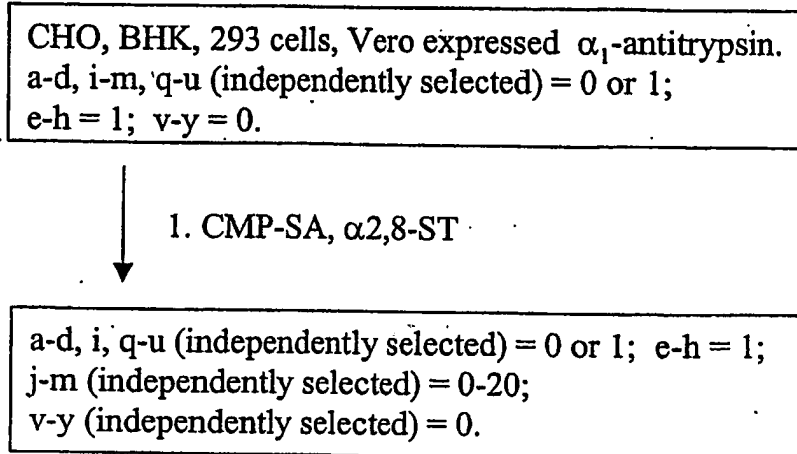 CHO, BHK, 293 cells, Vero expressed α₁-antitrypsin.
a-d, i-m, q-u (independently selected) = 0 or 1;
e-h = 1; v-y = 0.
1. CMP-SA, α2,8-ST
a-d, i, q-u (independently selected) = 0 or 1; e-h = 1;
j-m (independently selected) = 0-20;
v-y (independently selected) = 0.